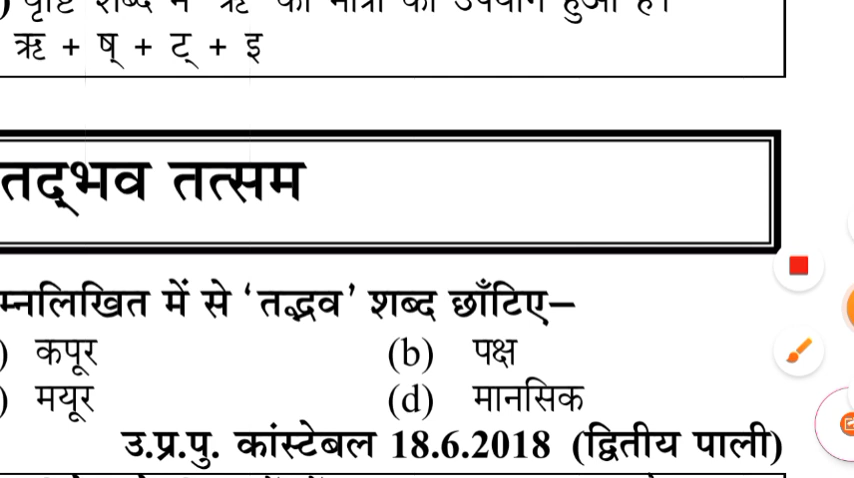 ऋ + ष् + ट् + इ
तद्‌भव तत्सम
म्नलिखित में से ‘तद्भव’ शब्द छाँटिए–
) कपूर (b) पक्ष
) मयूर (d) मानसिक
उ.प्र.पु. कांस्टेबल 18.6.2018 (द्वितीय पाली)